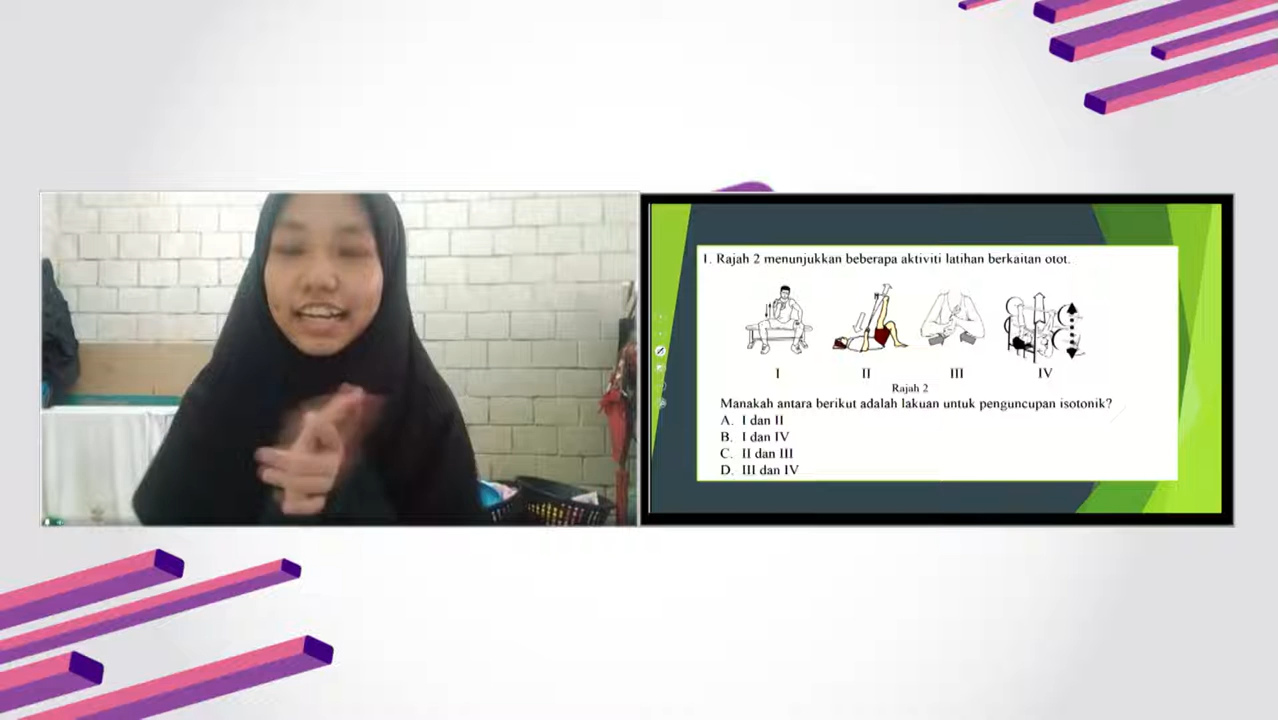 1. Rajah 2 menunjukkan beberapa aktiviti latihan berkaitan otot.
I II III IV
Rajah 2
Manakah antara berikut adalah lakuan untuk penguncupan isotonik?
A. I dan II
B. I dan IV
C. II dan III
D. III dan IV